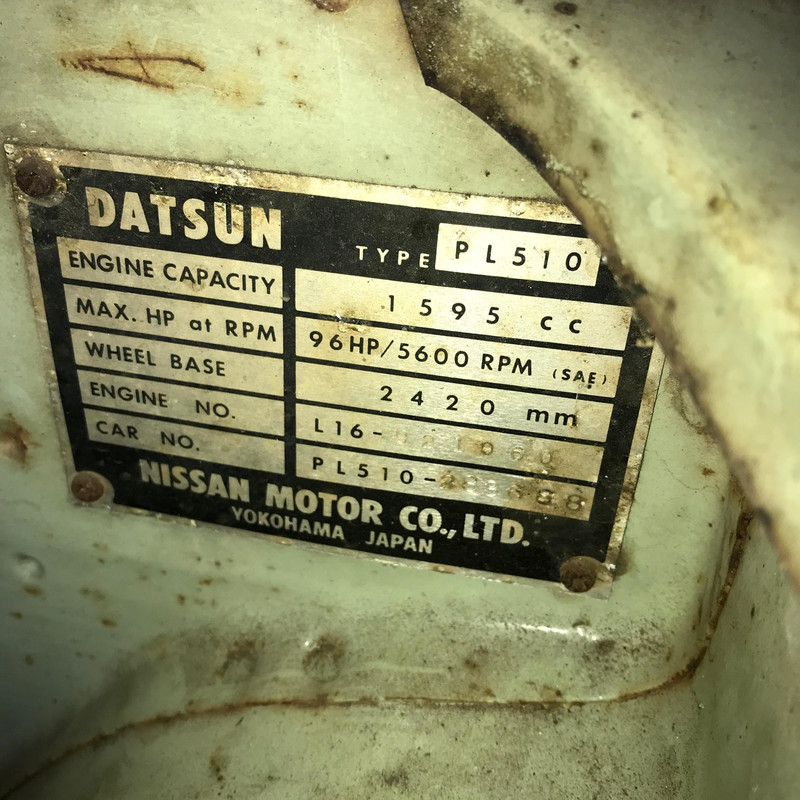 DATSUN
TYPE PL510
ENGINE CAPACITY 1595 cc
MAX. HP at RPM 96HP/5600 RPM (SAE)
WHEEL BASE 2420 mm
ENGINE NO. L16-
CAR NO. PL510-
NISSAN MOTOR CO., LTD.
YOKOHAMA JAPAN